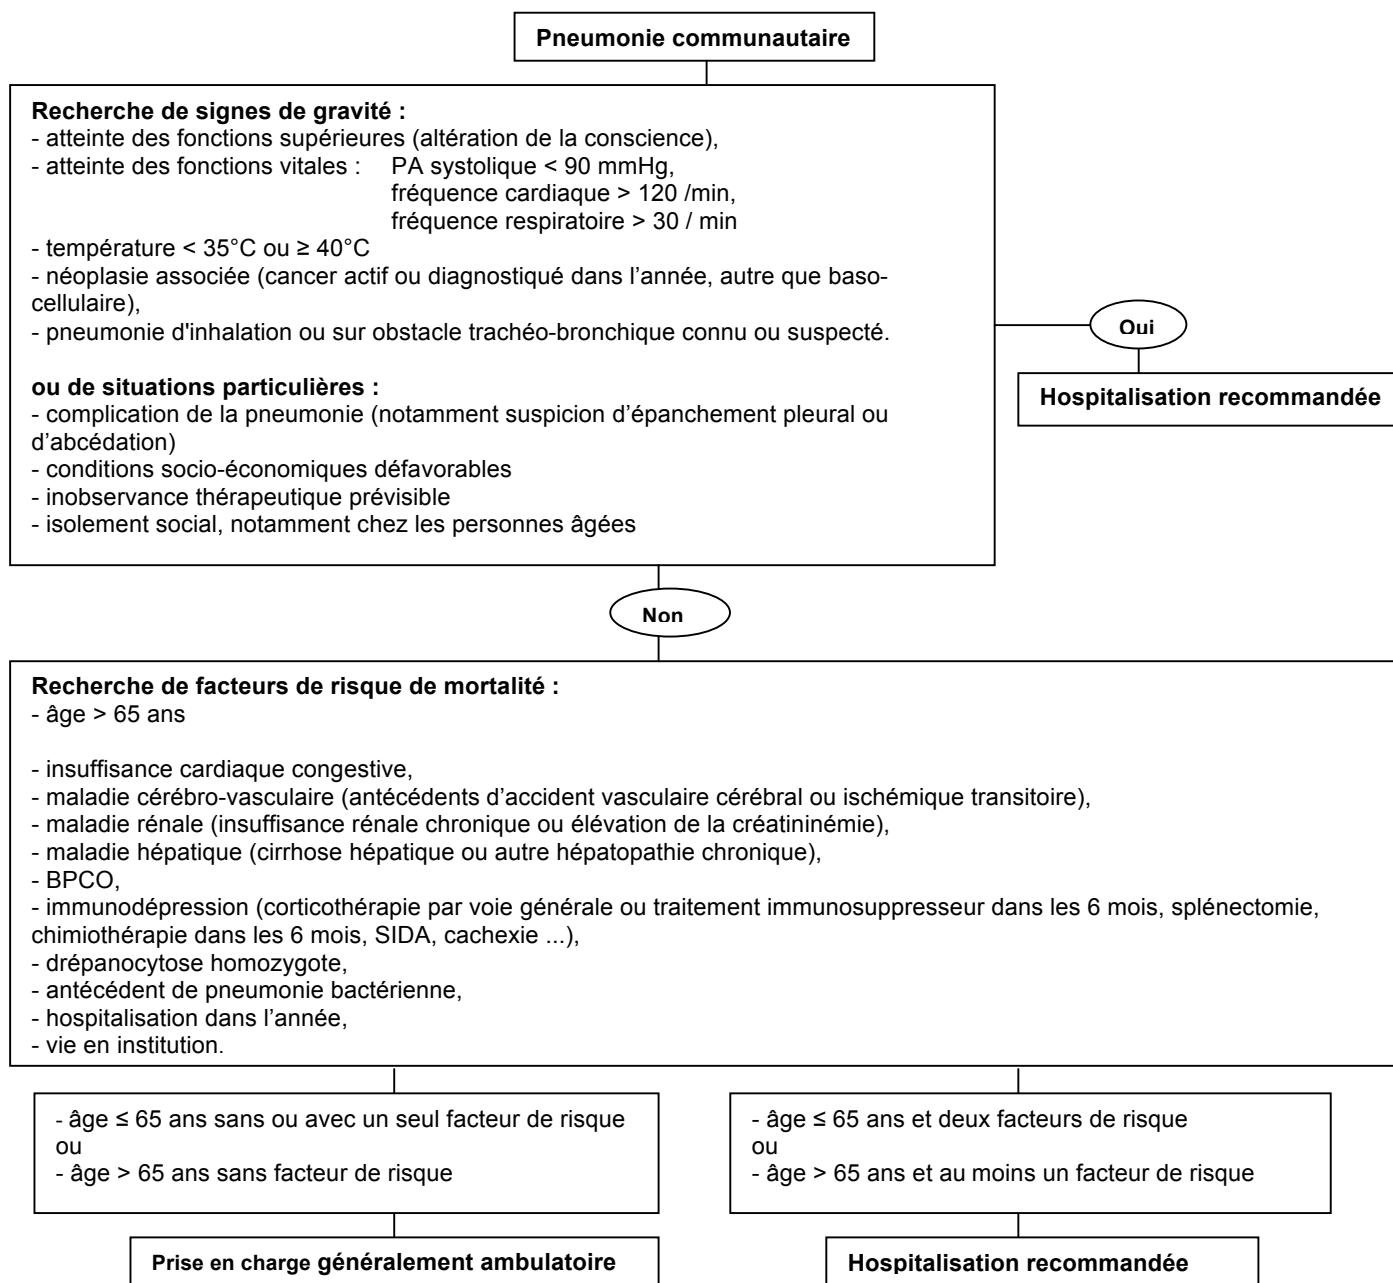 Pneumonie communautaire
Recherche de signes de gravité :
- atteinte des fonctions supérieures (altération de la conscience),
- atteinte des fonctions vitales : PA systolique < 90 mmHg,
fréquence cardiaque > 120 /min,
fréquence respiratoire > 30 / min
- température < 35°C ou ≥ 40°C
- néoplasie associée (cancer actif ou diagnostiqué dans l’année, autre que baso-
cellulaire),
- pneumonie d'inhalation ou sur obstacle trachéo-bronchique connu ou suspecté.
ou de situations particulières :
- complication de la pneumonie (notamment suspicion d’épanchement pleural ou
d’abcédation)
- conditions socio-économiques défavorables
- inobservance thérapeutique prévisible
- isolement social, notamment chez les personnes âgées
Oui
Hospitalisation recommandée
Non
Recherche de facteurs de risque de mortalité :
- âge > 65 ans
- insuffisance cardiaque congestive,
- maladie cérébro-vasculaire (antécédents d’accident vasculaire cérébral ou ischémique transitoire),
- maladie rénale (insuffisance rénale chronique ou élévation de la créatininémie),
- maladie hépatique (cirrhose hépatique ou autre hépatopathie chronique),
- BPCO,
- immunodépression (corticothérapie par voie générale ou traitement immunosuppresseur dans les 6 mois, splénectomie,
chimiothérapie dans les 6 mois, SIDA, cachexie ...),
- drépanocytose homozygote,
- antécédent de pneumonie bactérienne,
- hospitalisation dans l’année,
- vie en institution.
- âge ≤ 65 ans sans ou avec un seul facteur de risque
ou
- âge > 65 ans sans facteur de risque
- âge ≤ 65 ans et deux facteurs de risque
ou
- âge > 65 ans et au moins un facteur de risque
Prise en charge généralement ambulatoire
Hospitalisation recommandée